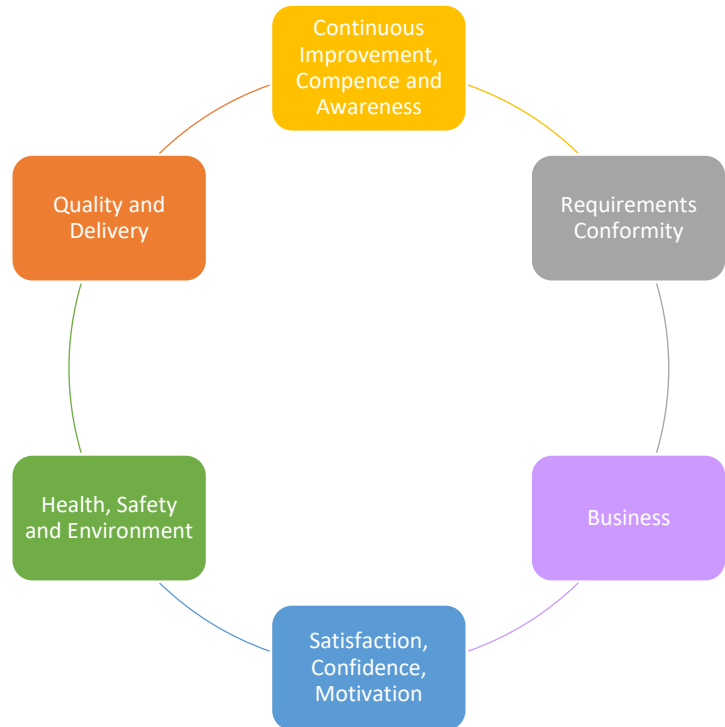 Continuous
Improvement,
Compence and
Awareness
Requirements
Conformity
Business
Satisfaction,
Confidence,
Motivation
Health, Safety
and Environment
Quality and
Delivery